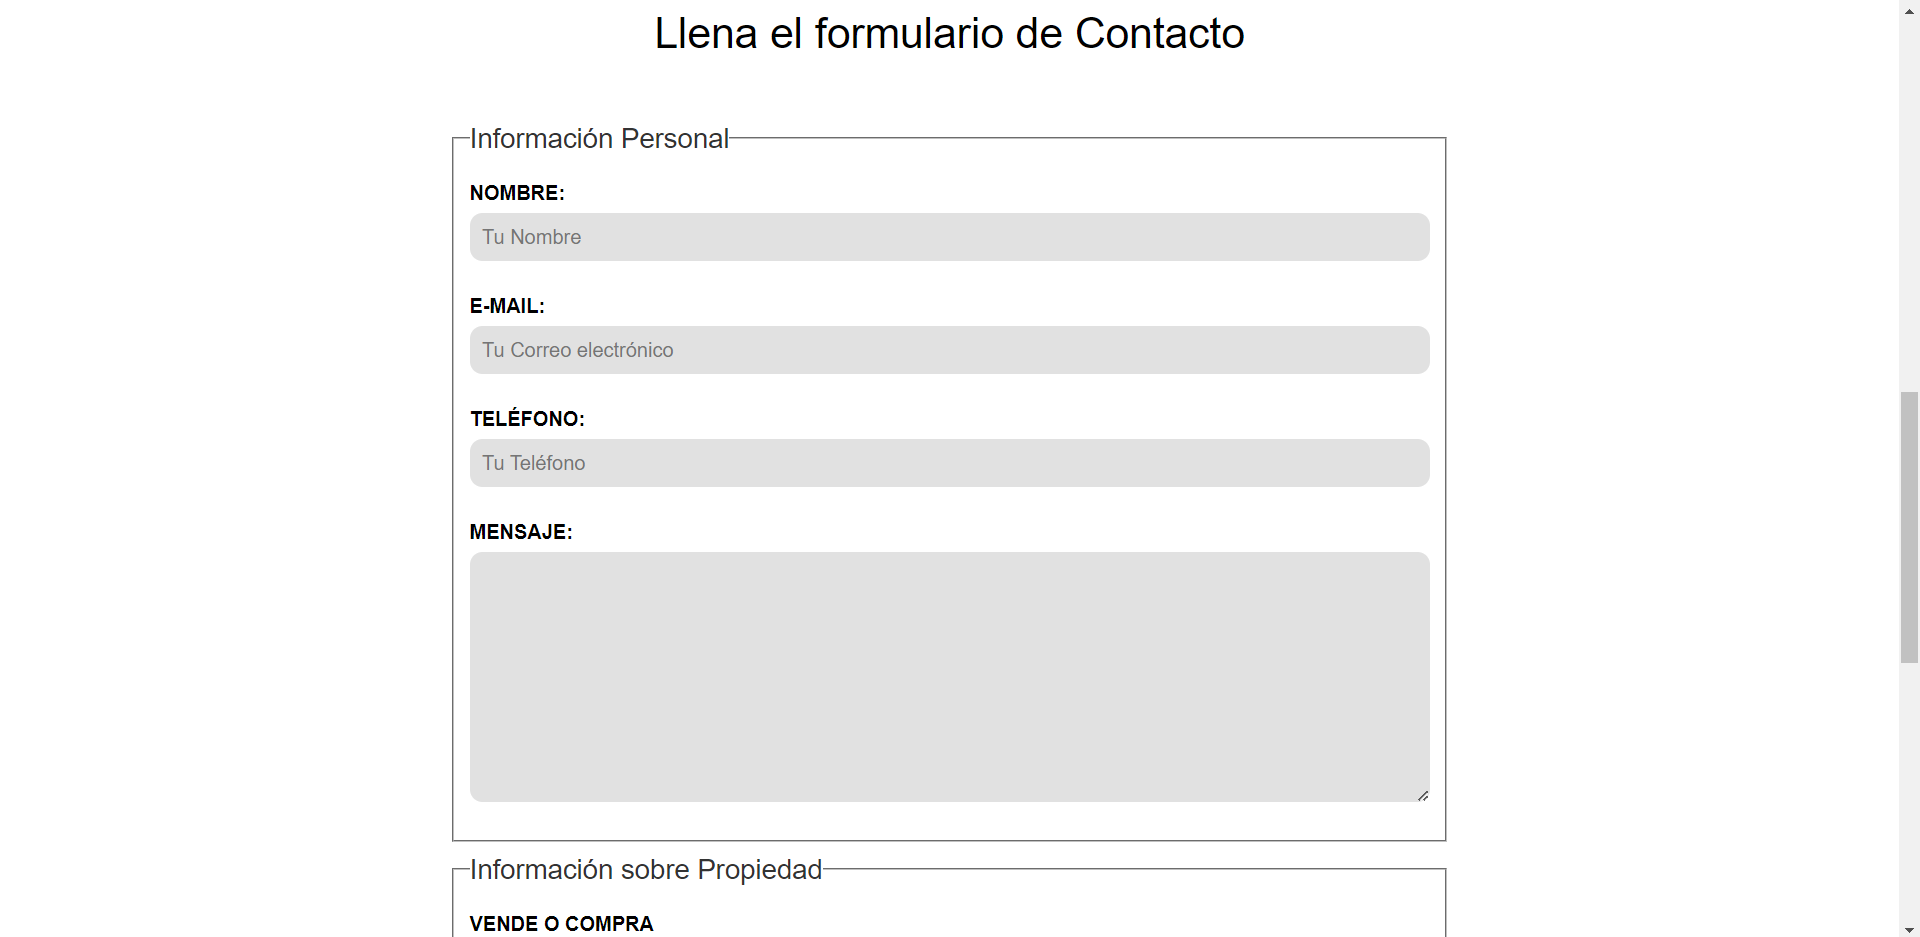 Llena el formulario de Contacto
Información Personal
NOMBRE:
Tu Nombre
E-MAIL:
Tu Correo electrónico
TELÉFONO:
Tu Teléfono
MENSAJE:
Información sobre Propiedad
VENDE O COMPRA